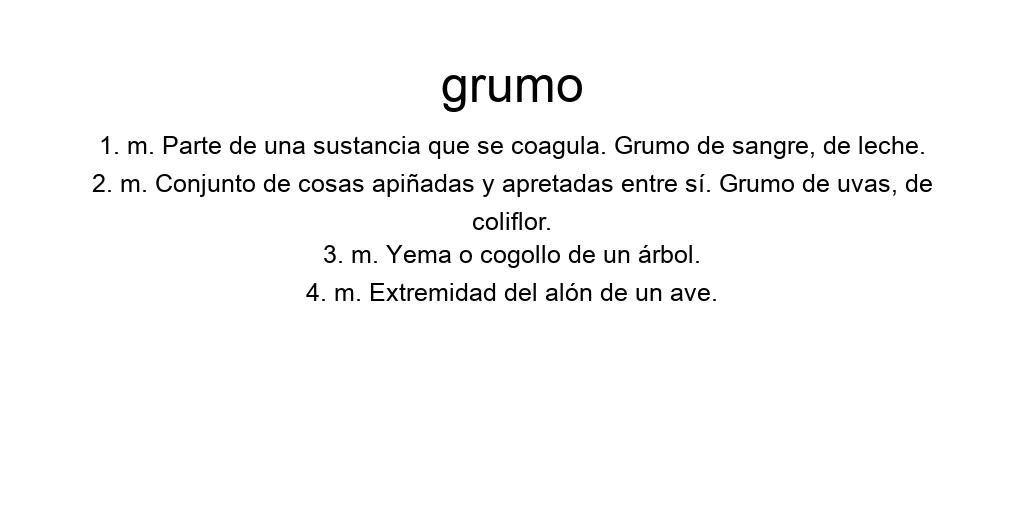 grumo
1. m. Parte de una sustancia que se coagula. Grumo de sangre, de leche.
2. m. Conjunto de cosas apiñadas y apretadas entre sí. Grumo de uvas, de
coliflor.
3. m. Yema o cogollo de un árbol.
4. m. Extremidad del alón de un ave.